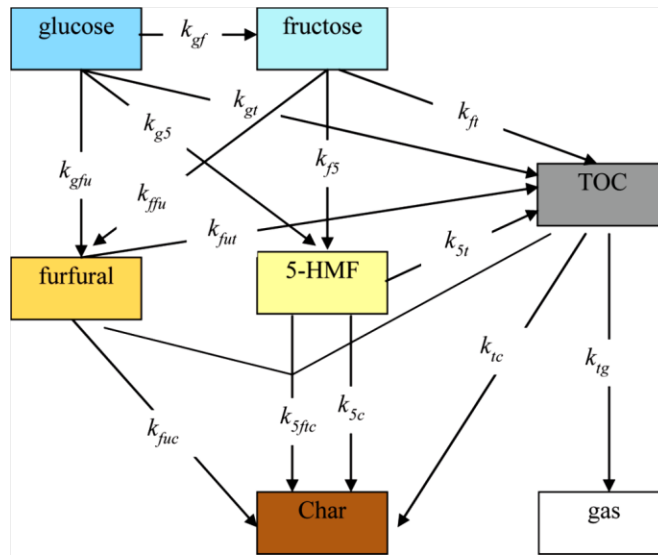 glucose
k_gf
fructose
k_gt
k_ft
k_g5
k_gfu
k_ffu
k_f5
TOC
k_fut
k_5t
furfural
5-HMF
k_tc
k_tg
k_fuc
k_5ftc
k_5c
Char
gas